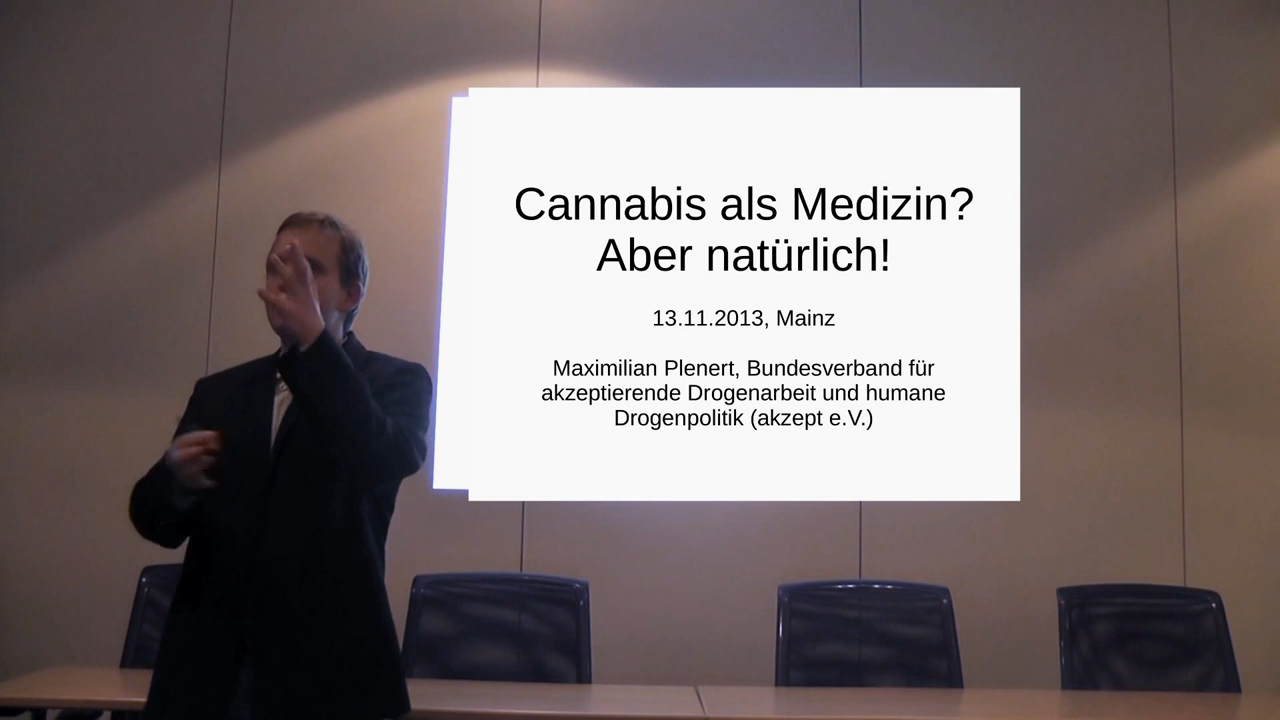 Cannabis als Medizin?
Aber natürlich!
13.11.2013, Mainz
Maximilian Plenert, Bundesverband für
akzeptierende Drogenarbeit und humane
Drogenpolitik (akzept e.V.)